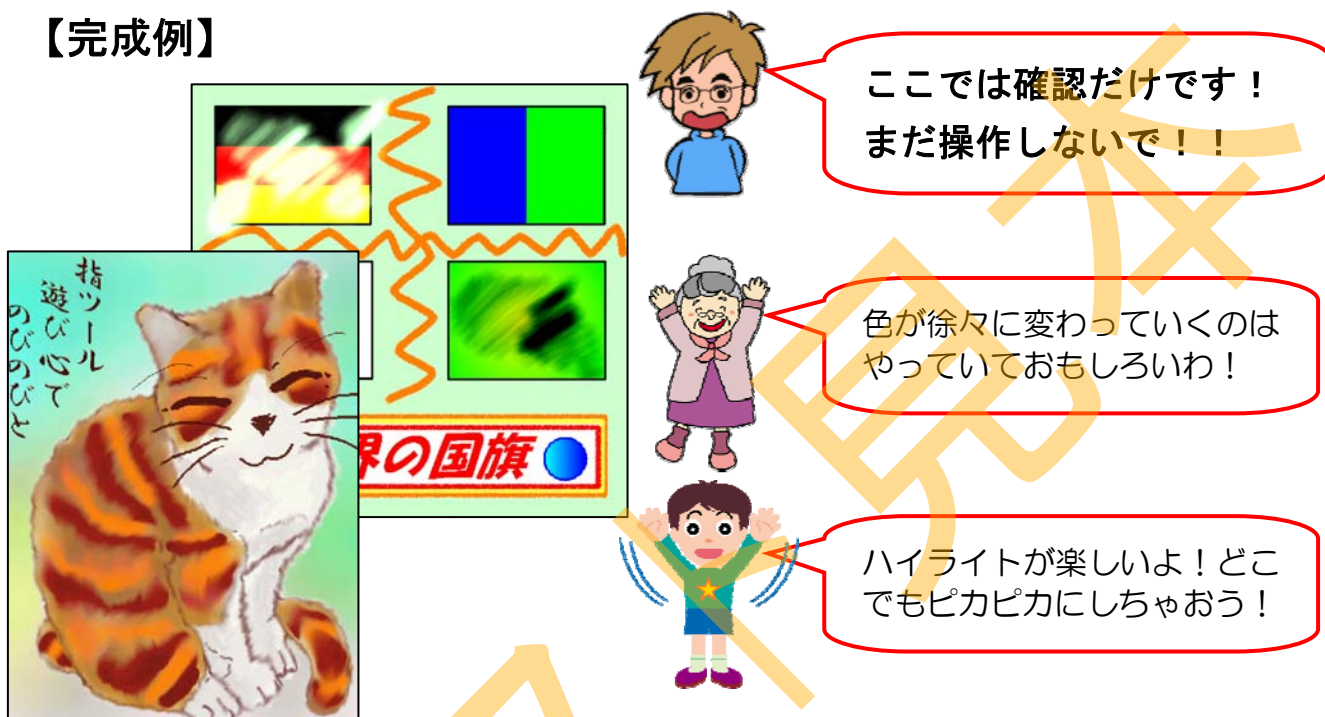 【完成例】
ここでは確認だけです！
まだ操作しないで！！
指ツール
遊び心で
のびのびと
色が徐々に変わっていくのは
やっていておもしろいわ！
界の国旗
ハイライトが楽しいよ！どこ
でもピカピカにしちゃおう！
見本